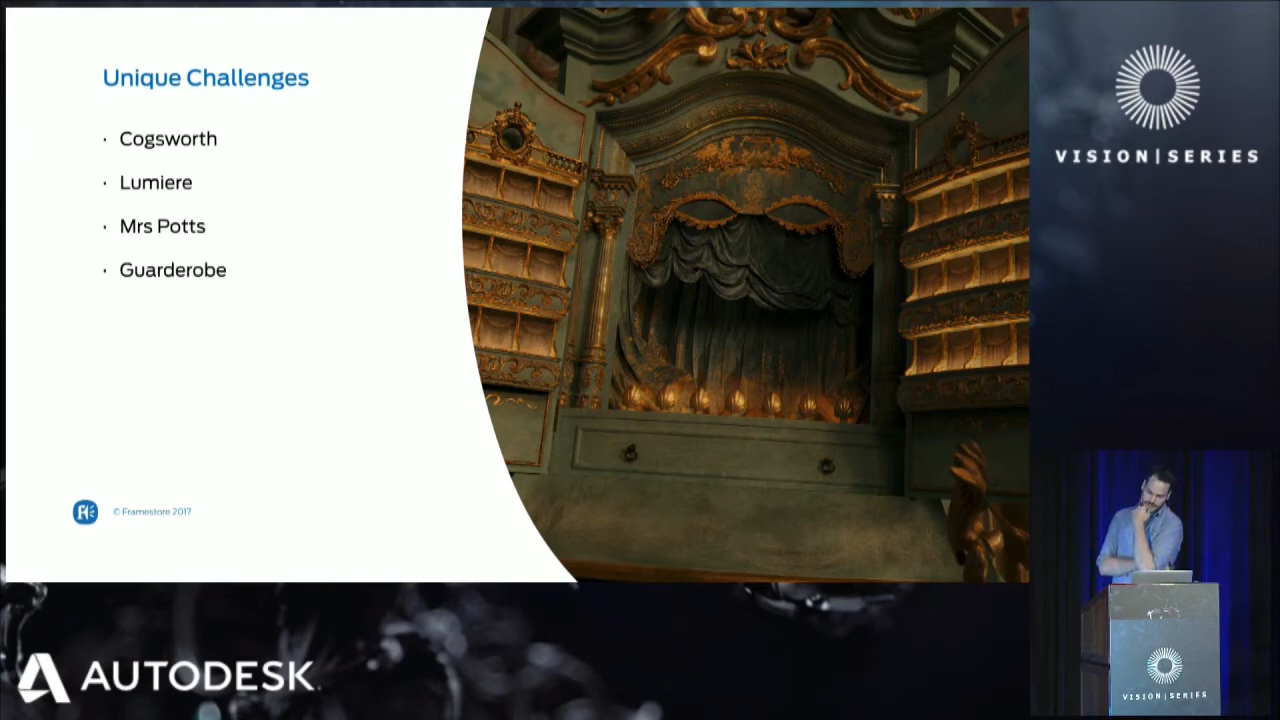 Unique Challenges
· Cogsworth
· Lumiere
· Mrs Potts
· Guarderobe
© Framestore 2017
VISION|SERIES
VISION|SERIES
AUTODESK.